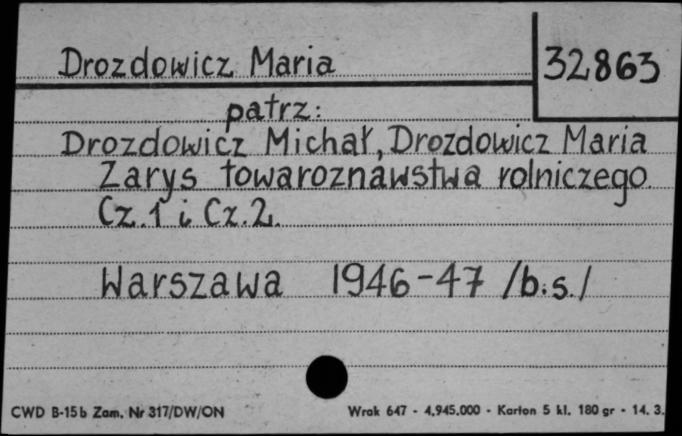 Drozdowicz Maria
32863
patrz:
Drozdowicz Michał, Drozdowicz Maria
Zarys towaroznawstwa rolniczego.
Cz. 1 i Cz. 2.
Warszawa 1946-47 /b.s./
CWD B-15b Zam. Nr 317/DW/ON
Wrak 647 - 4.945.000 - Karton 5 kl. 180 gr - 14. 3.